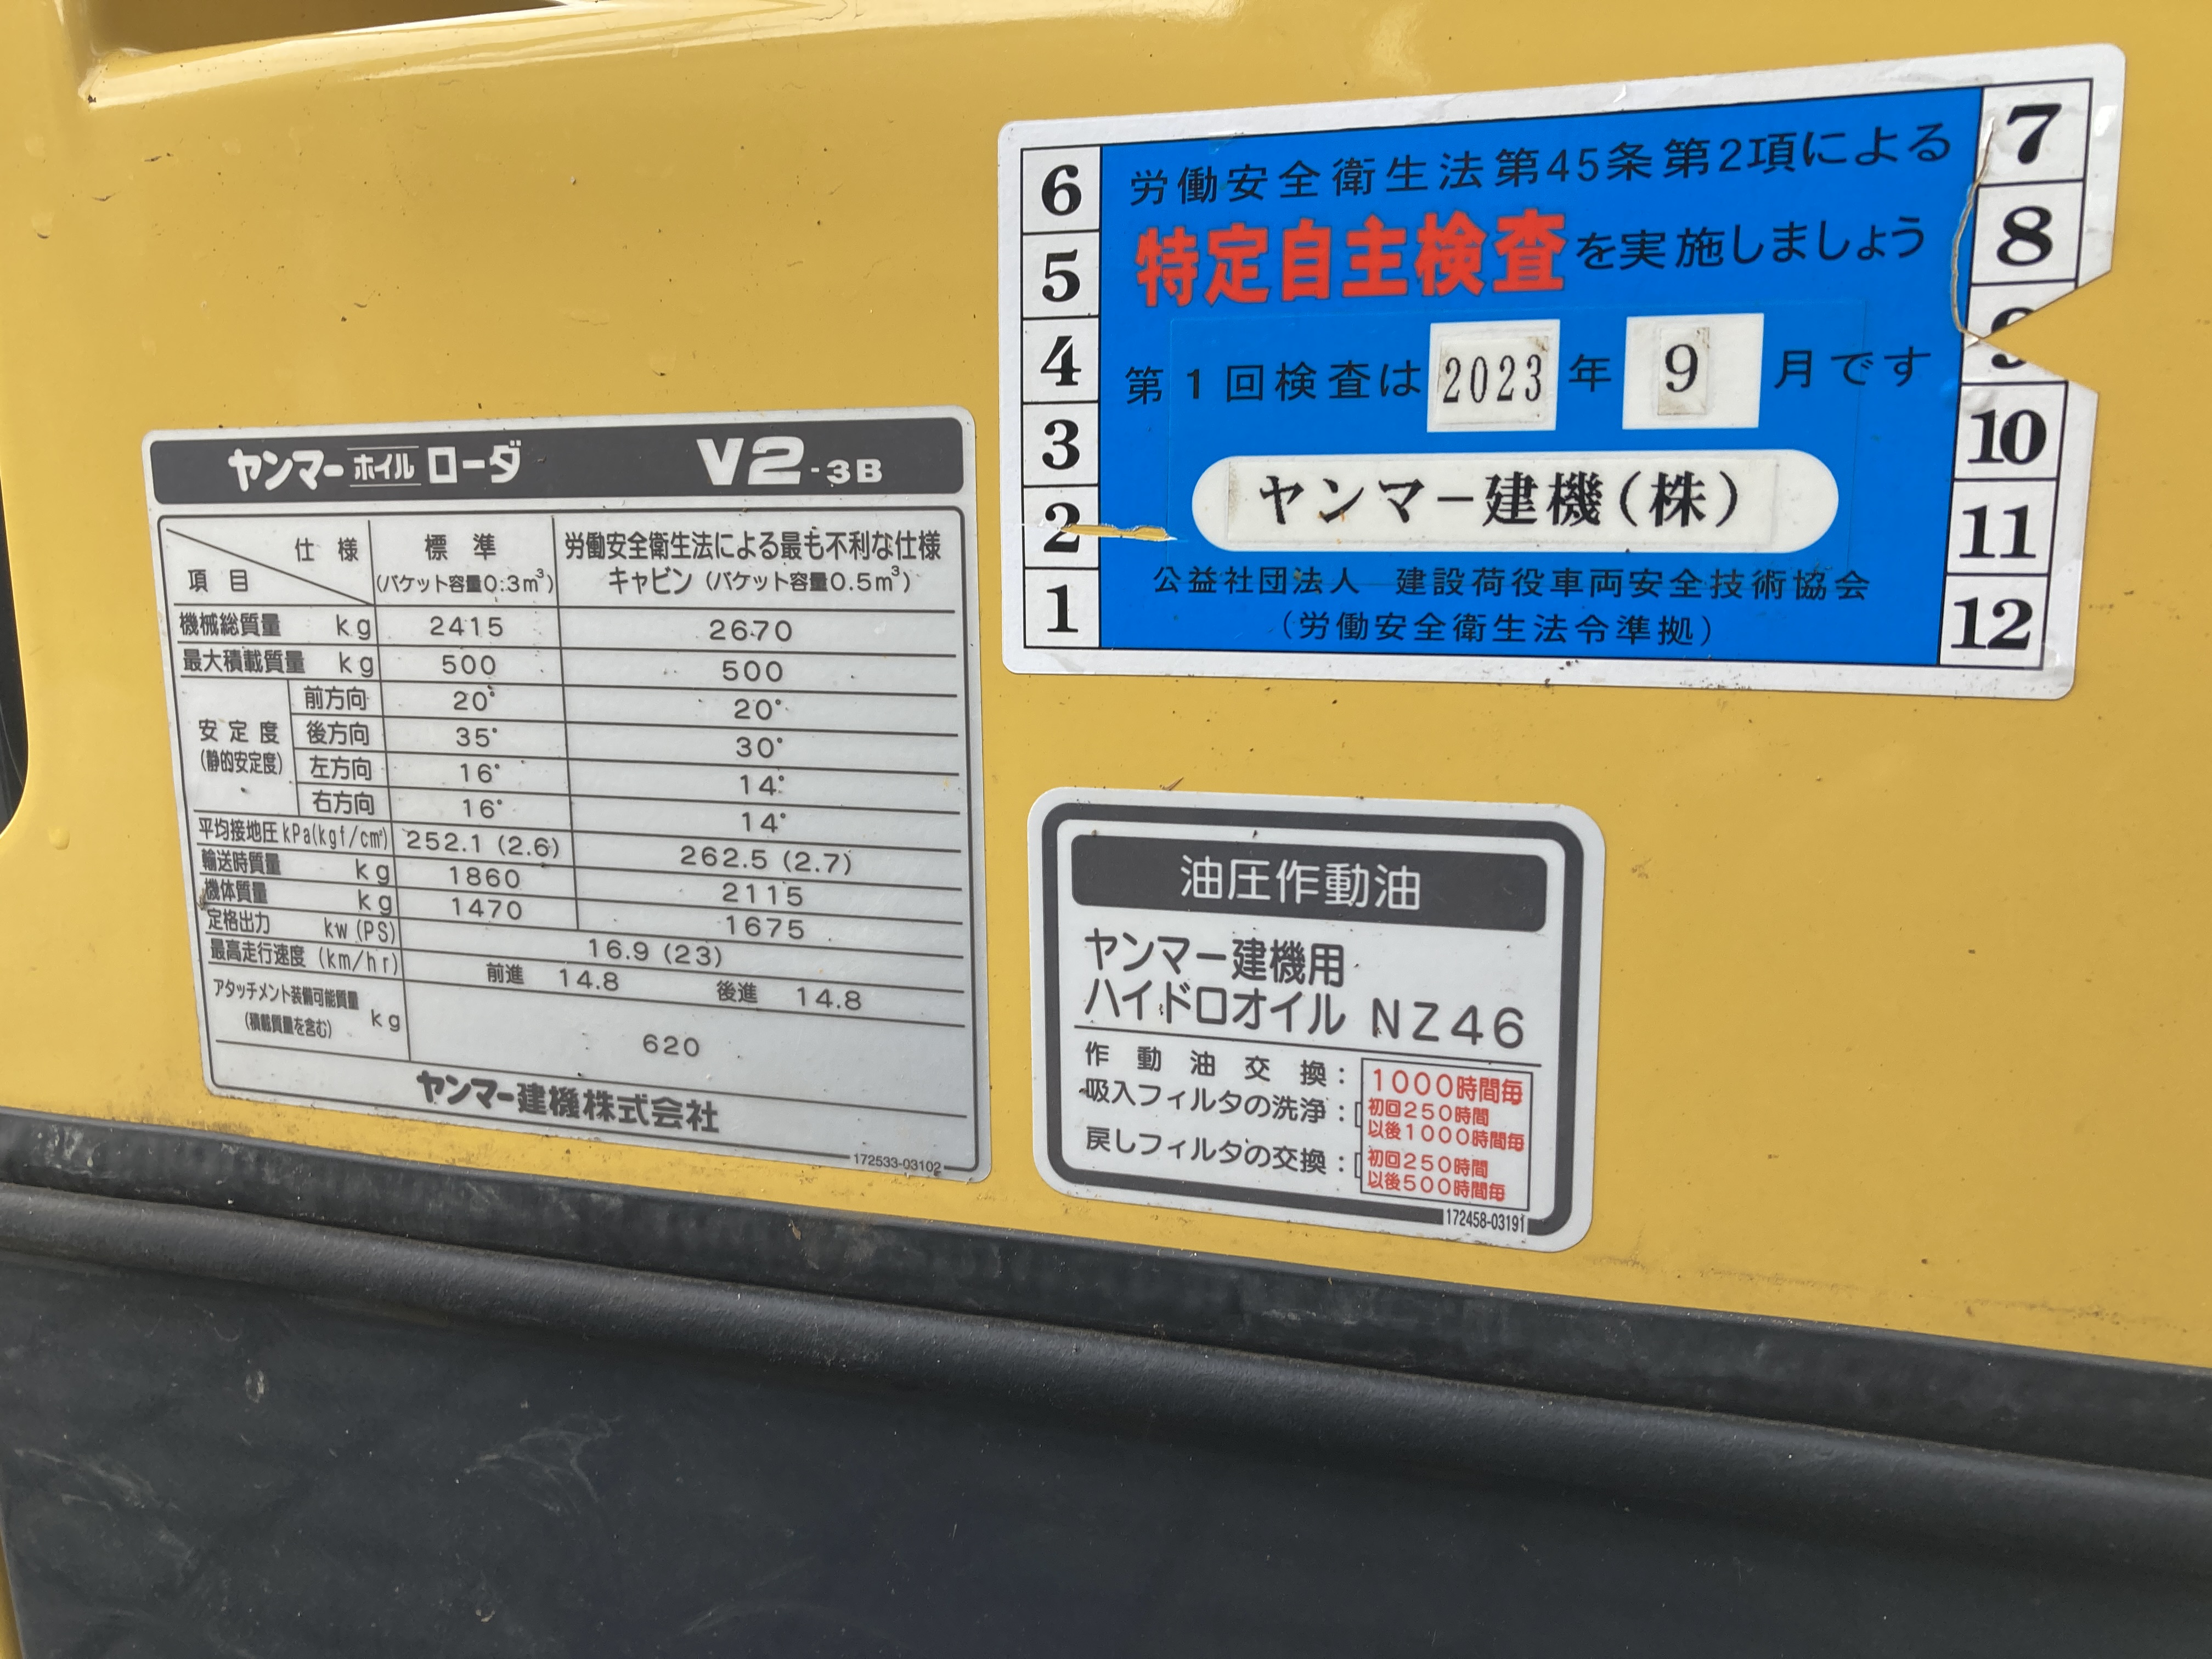 ヤンマーホイルローダ V2-3B
仕様 項目 標準 (バケット容量0.3m³) 労働安全衛生法による最も不利な仕様 キャビン (バケット容量0.5m³)
機械総質量 kg 2415 2670
最大積載質量 kg 500 500
安定度 (静的安定度) 前方向 20° 20°
後方向 35° 30°
左方向 16° 14°
右方向 16° 14°
平均接地圧 kPa(kgf/cm²) 252.1 (2.6) 262.5 (2.7)
輸送時質量 kg 1860 2115
機体質量 kg 1470 1675
定格出力 kw (PS) 16.9 (23)
最高走行速度 (km/hr) 前進 14.8 後進 14.8
アタッチメント装備可能質量 (積載質量を含む) kg 620
ヤンマー建機株式会社
172533-03102
6
5
4
3
2
1
労働安全衛生法第45条第2項による
特定自主検査を実施しましょう
第1回検査は 2023 年 9 月です
ヤンマー建機(株)
公益社団法人 建設荷役車両安全技術協会
(労働安全衛生法令準拠)
7
8
9
10
11
12
油圧作動油
ヤンマー建機用
ハイドロオイル NZ46
作動油交換: 1000時間毎
吸入フィルタの洗浄: 初回250時間
以後1000時間毎
戻しフィルタの交換: 初回250時間
以後500時間毎
172458-03191